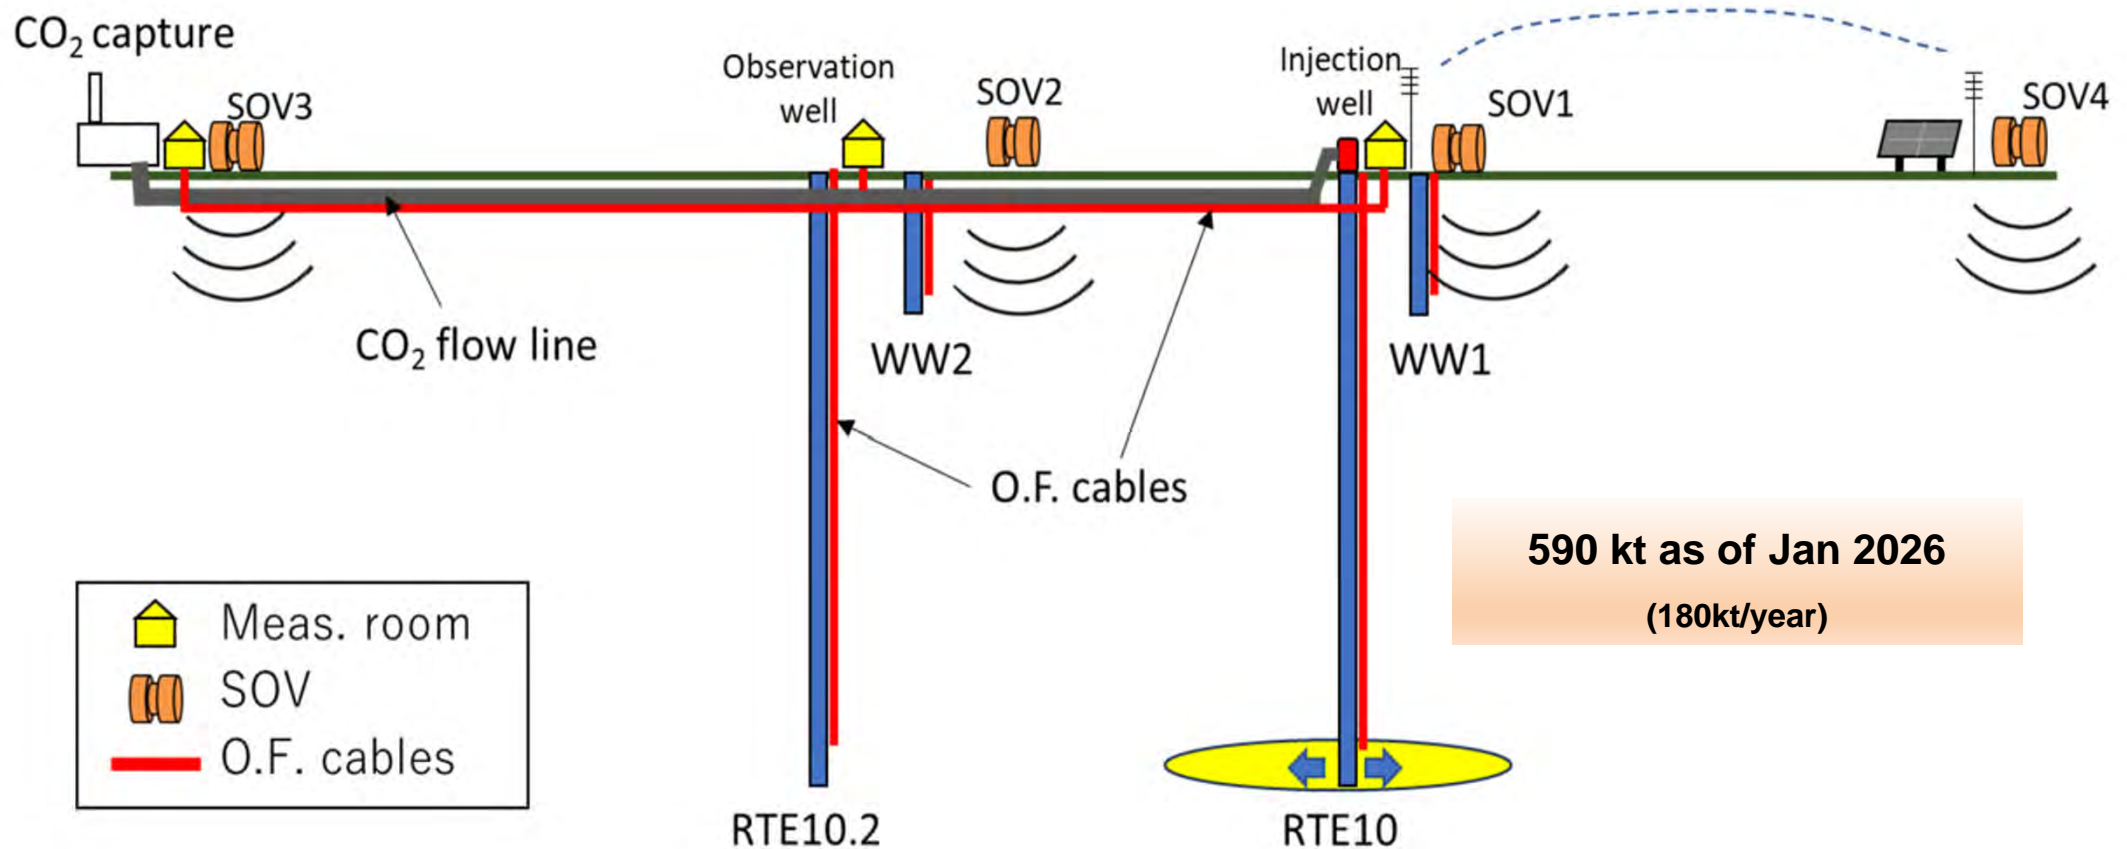 CO₂ capture
SOV3
Observation
well
SOV2
Injection
well
SOV1
SOV4
CO₂ flow line
WW2
WW1
O.F. cables
590 kt as of Jan 2026
(180kt/year)
Meas. room
SOV
O.F. cables
RTE10.2
RTE10